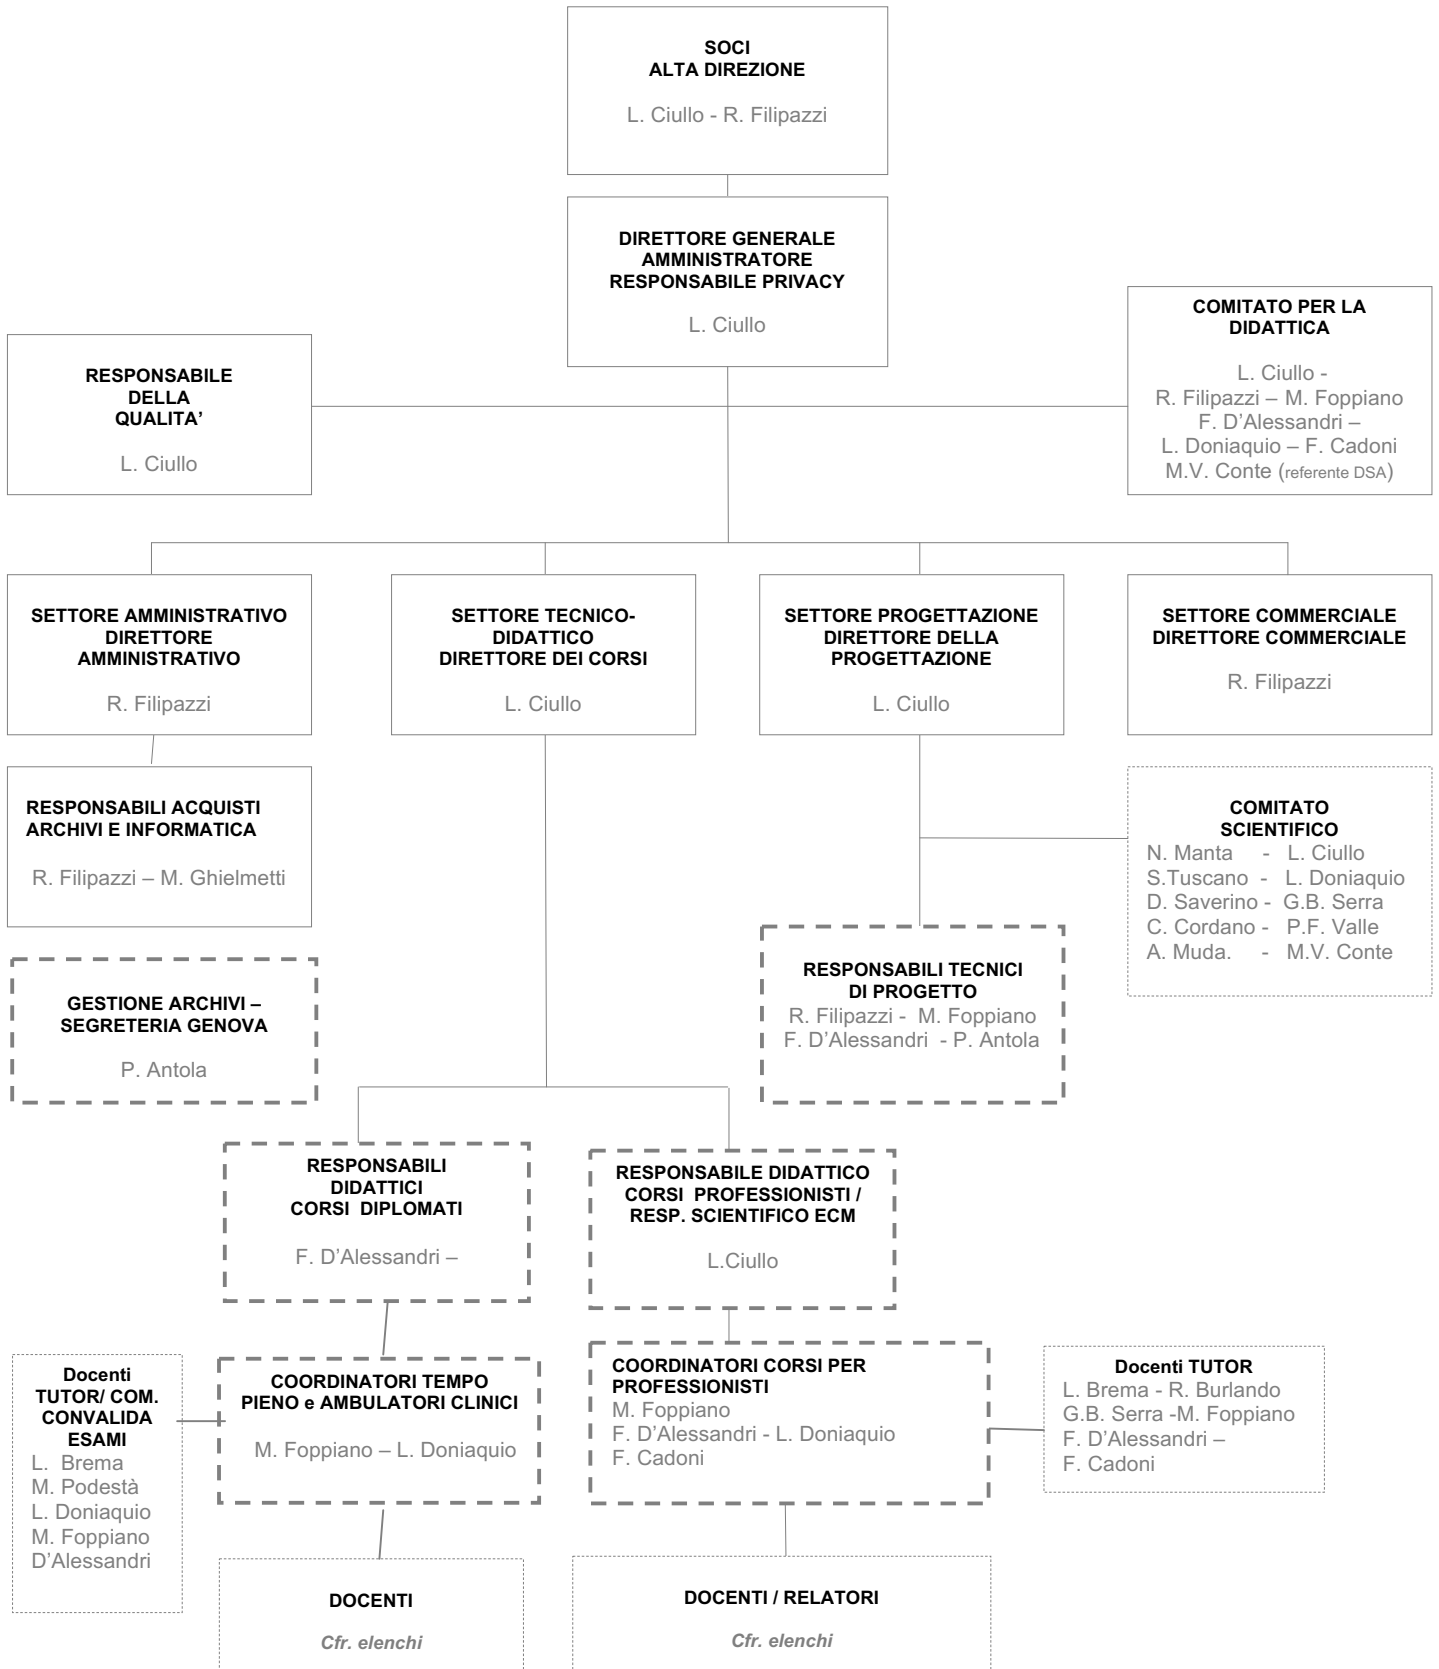 SOCI
ALTA DIREZIONE
L. Ciullo - R. Filipazzi
DIRETTORE GENERALE
AMMINISTRATORE
RESPONSABILE PRIVACY
L. Ciullo
COMITATO PER LA
DIDATTICA
L. Ciullo -
R. Filipazzi – M. Foppiano
F. D’Alessandri –
L. Doniaquio – F. Cadoni
M.V. Conte (referente DSA)
RESPONSABILE
DELLA
QUALITA’
L. Ciullo
SETTORE AMMINISTRATIVO
DIRETTORE
AMMINISTRATIVO
R. Filipazzi
SETTORE TECNICO-
DIDATTICO
DIRETTORE DEI CORSI
L. Ciullo
SETTORE PROGETTAZIONE
DIRETTORE DELLA
PROGETTAZIONE
L. Ciullo
SETTORE COMMERCIALE
DIRETTORE COMMERCIALE
R. Filipazzi
RESPONSABILI ACQUISTI
ARCHIVI E INFORMATICA
R. Filipazzi – M. Ghielmetti
COMITATO
SCIENTIFICO
N. Manta - L. Ciullo
S.Tuscano - L. Doniaquio
D. Saverino - G.B. Serra
C. Cordano - P.F. Valle
A. Muda. - M.V. Conte
GESTIONE ARCHIVI –
SEGRETERIA GENOVA
P. Antola
RESPONSABILI TECNICI
DI PROGETTO
R. Filipazzi - M. Foppiano
F. D’Alessandri - P. Antola
RESPONSABILI
DIDATTICI
CORSI DIPLOMATI
F. D’Alessandri –
RESPONSABILE DIDATTICO
CORSI PROFESSIONISTI /
RESP. SCIENTIFICO ECM
L.Ciullo
Docenti
TUTOR/ COM.
CONVALIDA
ESAMI
L. Brema
M. Podestà
L. Doniaquio
M. Foppiano
D’Alessandri
COORDINATORI TEMPO
PIENO e AMBULATORI CLINICI
M. Foppiano – L. Doniaquio
COORDINATORI CORSI PER
PROFESSIONISTI
M. Foppiano
F. D’Alessandri - L. Doniaquio
F. Cadoni
Docenti TUTOR
L. Brema - R. Burlando
G.B. Serra -M. Foppiano
F. D’Alessandri –
F. Cadoni
DOCENTI
Cfr. elenchi
DOCENTI / RELATORI
Cfr. elenchi